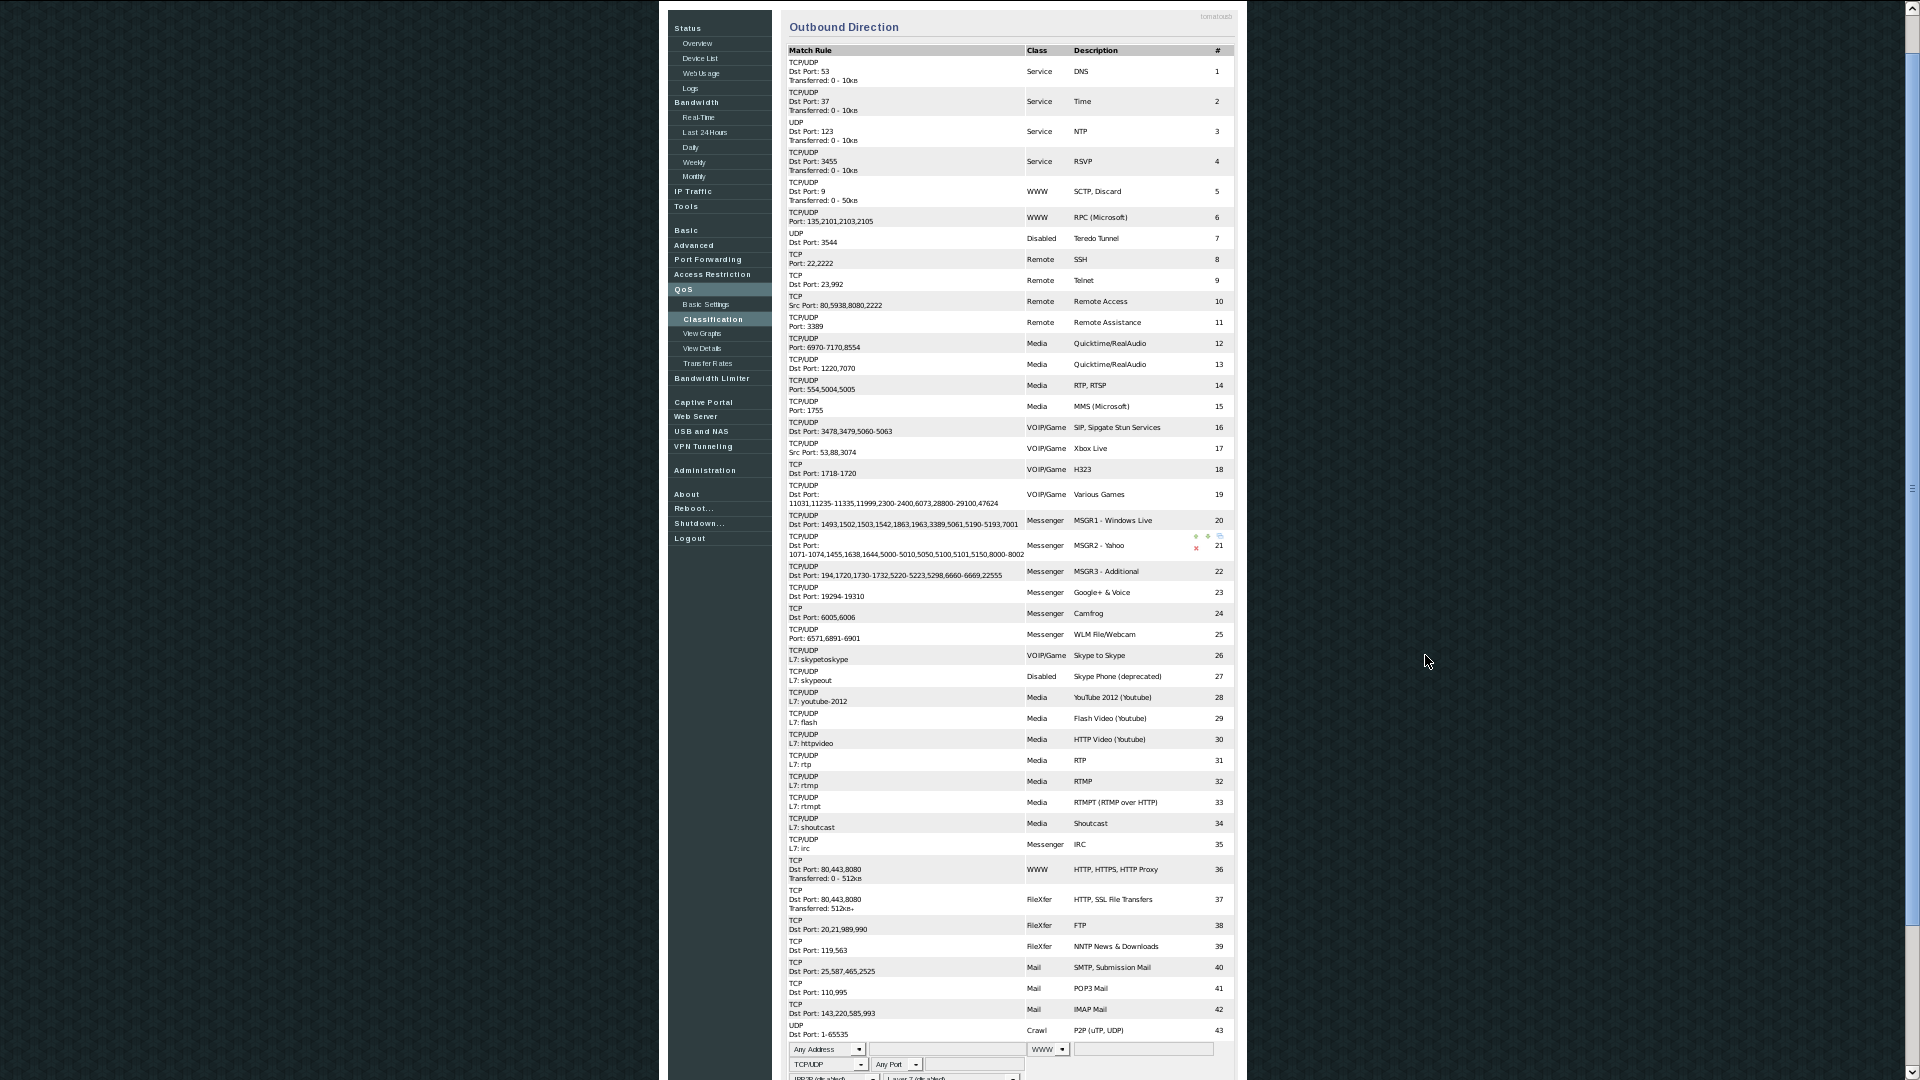 tomatousb
Status
Overview
Device List
Web Usage
Logs
Bandwidth
Real-Time
Last 24 Hours
Daily
Weekly
Monthly
IP Traffic
Tools
Basic
Advanced
Port Forwarding
Access Restriction
QoS
Basic Settings
Classification
View Graphs
View Details
Transfer Rates
Bandwidth Limiter
Captive Portal
Web Server
USB and NAS
VPN Tunneling
Administration
About
Reboot...
Shutdown...
Logout
Outbound Direction
Match Rule Class Description #
TCP/UDP
Dst Port: 53
Transferred: 0 - 10KB
Service DNS 1
TCP/UDP
Dst Port: 37
Transferred: 0 - 10KB
Service Time 2
UDP
Dst Port: 123
Transferred: 0 - 10KB
Service NTP 3
TCP/UDP
Dst Port: 3455
Transferred: 0 - 10KB
Service RSVP 4
TCP/UDP
Dst Port: 9
Transferred: 0 - 50KB
WWW SCTP, Discard 5
TCP/UDP
Port: 135,2101,2103,2105
WWW RPC (Microsoft) 6
UDP
Dst Port: 3544
Disabled Teredo Tunnel 7
TCP
Port: 22,2222
Remote SSH 8
TCP
Dst Port: 23,992
Remote Telnet 9
TCP
Src Port: 80,5938,8080,2222
Remote Remote Access 10
TCP/UDP
Port: 3389
Remote Remote Assistance 11
TCP/UDP
Port: 6970-7170,8554
Media Quicktime/RealAudio 12
TCP/UDP
Dst Port: 1220,7070
Media Quicktime/RealAudio 13
TCP/UDP
Port: 554,5004,5005
Media RTP, RTSP 14
TCP/UDP
Port: 1755
Media MMS (Microsoft) 15
TCP/UDP
Dst Port: 3478,3479,5060-5063
VOIP/Game SIP, Sipgate Stun Services 16
TCP/UDP
Src Port: 53,88,3074
VOIP/Game Xbox Live 17
TCP
Dst Port: 1718-1720
VOIP/Game H323 18
TCP/UDP
Dst Port:
11031,11235-11335,11999,2300-2400,6073,28800-29100,47624
VOIP/Game Various Games 19
TCP/UDP
Dst Port: 1493,1502,1503,1542,1863,1963,3389,5061,5190-5193,7001
Messenger MSGR1 - Windows Live 20
TCP/UDP
Dst Port:
1071-1074,1455,1638,1644,5000-5010,5050,5100,5101,5150,8000-8002
Messenger MSGR2 - Yahoo 21
TCP/UDP
Dst Port: 194,1720,1730-1732,5220-5223,5298,6660-6669,22555
Messenger MSGR3 - Additional 22
TCP/UDP
Dst Port: 19294-19310
Messenger Google+ & Voice 23
TCP
Dst Port: 6005,6006
Messenger Camfrog 24
TCP/UDP
Port: 6571,6891-6901
Messenger WLM File/Webcam 25
TCP/UDP
L7: skypetoskype
VOIP/Game Skype to Skype 26
TCP/UDP
L7: skypeout
Disabled Skype Phone (deprecated) 27
TCP/UDP
L7: youtube-2012
Media YouTube 2012 (Youtube) 28
TCP/UDP
L7: flash
Media Flash Video (Youtube) 29
TCP/UDP
L7: httpvideo
Media HTTP Video (Youtube) 30
TCP/UDP
L7: rtp
Media RTP 31
TCP/UDP
L7: rtmp
Media RTMP 32
TCP/UDP
L7: rtmpt
Media RTMPT (RTMP over HTTP) 33
TCP/UDP
L7: shoutcast
Media Shoutcast 34
TCP/UDP
L7: irc
Messenger IRC 35
TCP
Dst Port: 80,443,8080
Transferred: 0 - 512KB
WWW HTTP, HTTPS, HTTP Proxy 36
TCP
Dst Port: 80,443,8080
Transferred: 512KB+
FileXfer HTTP, SSL File Transfers 37
TCP
Dst Port: 20,21,989,990
FileXfer FTP 38
TCP
Dst Port: 119,563
FileXfer NNTP News & Downloads 39
TCP
Dst Port: 25,587,465,2525
Mail SMTP, Submission Mail 40
TCP
Dst Port: 110,995
Mail POP3 Mail 41
TCP
Dst Port: 143,220,585,993
Mail IMAP Mail 42
UDP
Dst Port: 1-65535
Crawl P2P (uTP, UDP) 43
Any Address WWW
TCP/UDP Any Port
IPP2P (disabled) Layer 7 (disabled)